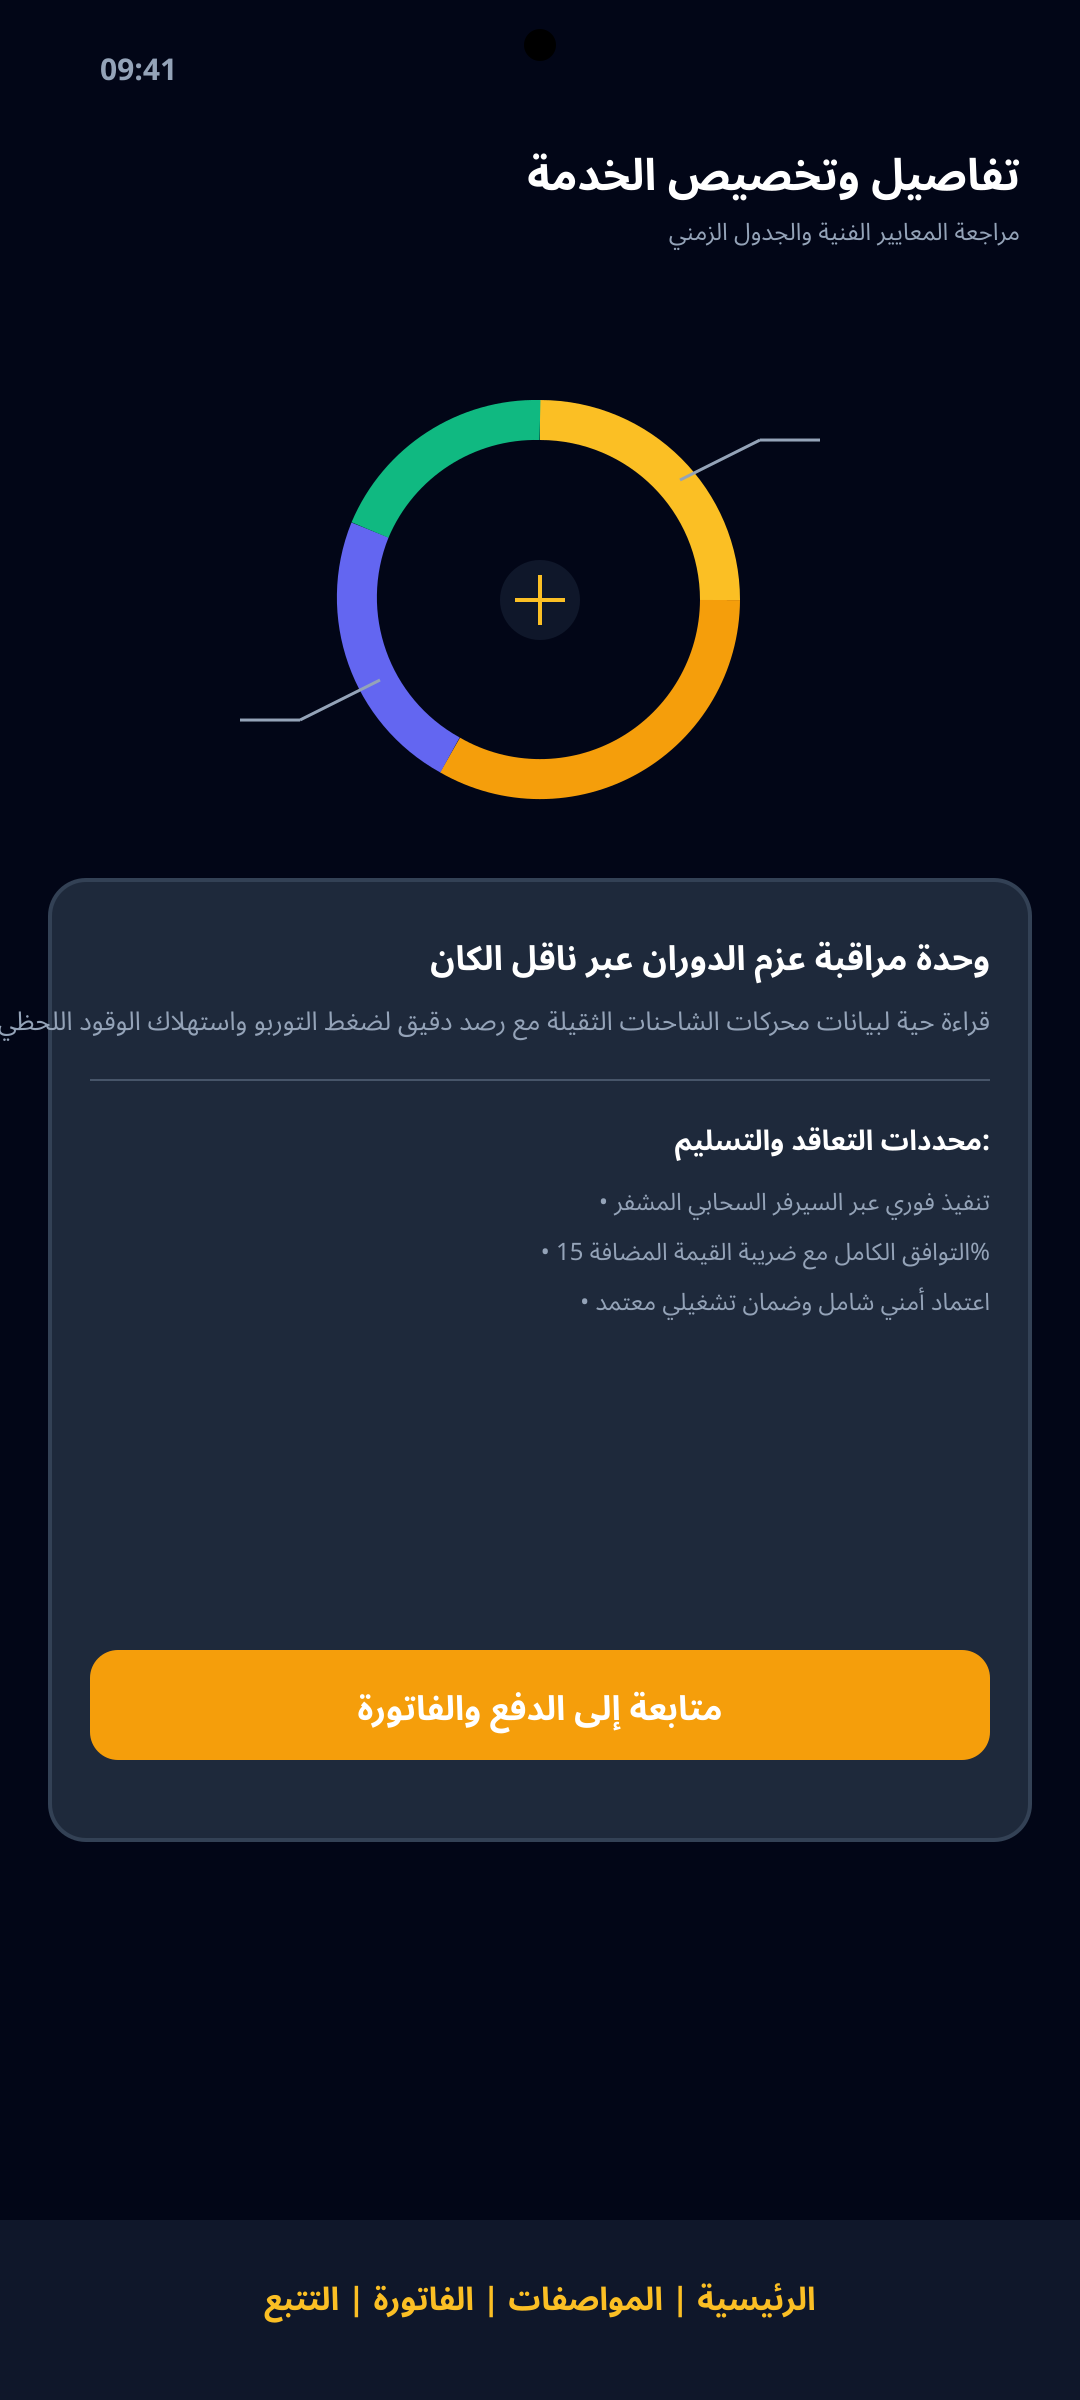 09:41
تفاصيل وتخصيص الخدمة
مراجعة المعايير الفنية والجدول الزمني
وحدة مراقبة عزم الدوران عبر ناقل الكان
قراءة حية لبيانات محركات الشاحنات الثقيلة مع رصد دقيق لضغط التوربو واستهلاك الوقود اللحظي
:محددات التعاقد والتسليم
تنفيذ فوري عبر السيرفر السحابي المشفر •
%التوافق الكامل مع ضريبة القيمة المضافة 15 •
اعتماد أمني شامل وضمان تشغيلي معتمد •
متابعة إلى الدفع والفاتورة
الرئيسية | المواصفات | الفاتورة | التتبع